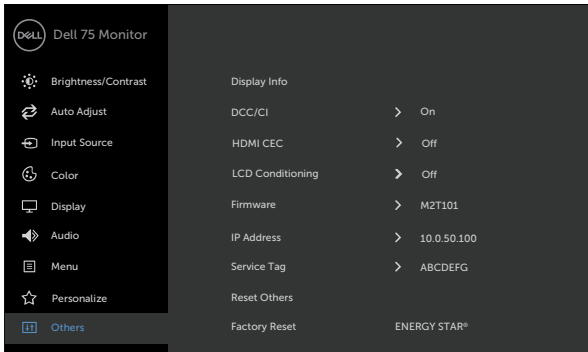 DELL Dell 75 Monitor
Brightness/Contrast Display Info
Auto Adjust DCC/CI > On
Input Source HDMI CEC > Off
Color LCD Conditioning > Off
Display Firmware > M2T101
Audio IP Address > 10.0.50.100
Menu Service Tag > ABCDEFG
Personalize Reset Others
Others Factory Reset ENERGY STAR®